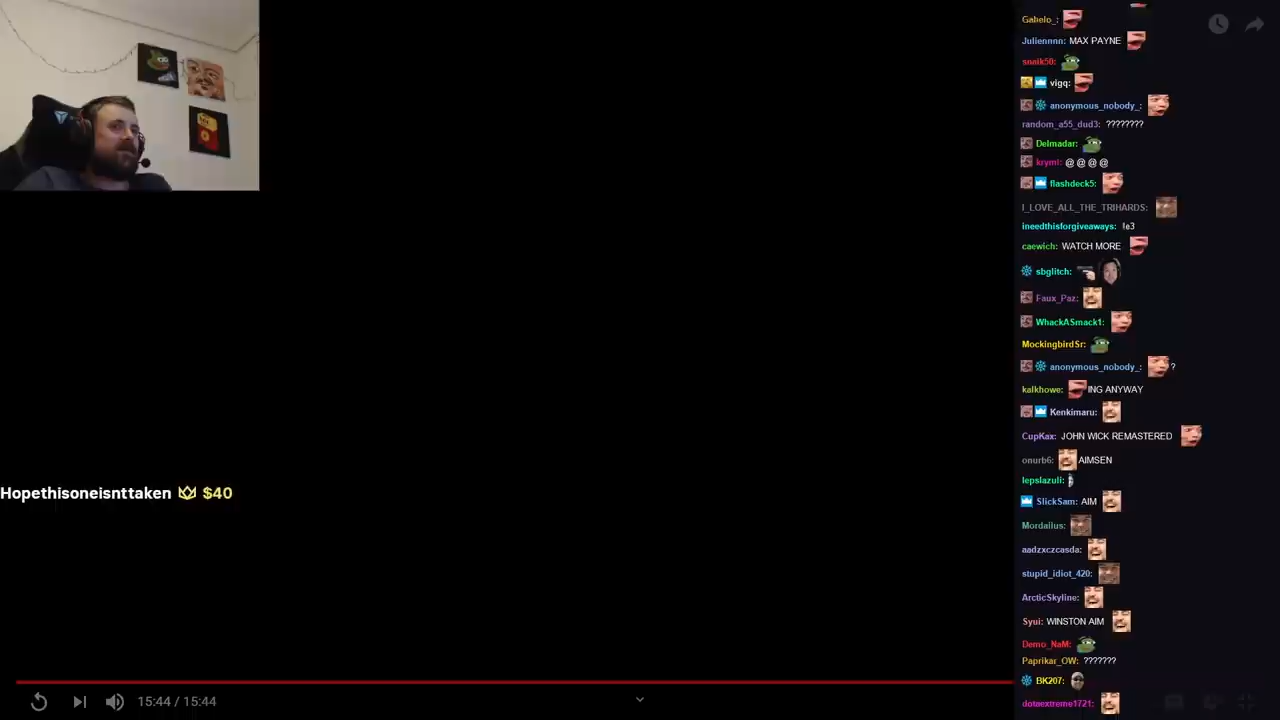 Gabelo_:
Juliennnn: MAX PAYNE
snaik50:
vigq:
anonymous_nobody_:
random_a55_dud3: ????????
Delmadar:
krymi: @ @ @ @
flashdeck5:
I_LOVE_ALL_THE_TRIHARDS:
ineedthisforgiveaways: !e3
caewich: WATCH MORE
sbglitch:
Faux_Paz:
WhackASmack1:
MockingbirdSr:
anonymous_nobody_: ?
kalkhowe: ING ANYWAY
Kenkimaru:
CupKax: JOHN WICK REMASTERED
onurb6: AIMSEN
lepslazuli:
SlickSam: AIM
Hopethisoneisnttaken $40
Mordaiius:
aadzxczcasda:
stupid_idiot_420:
ArcticSkyline:
Syui: WINSTON AIM
Demo_NaM:
Paprikar_OW: ???????
BK207:
dotaextreme1721:
15:44 / 15:44